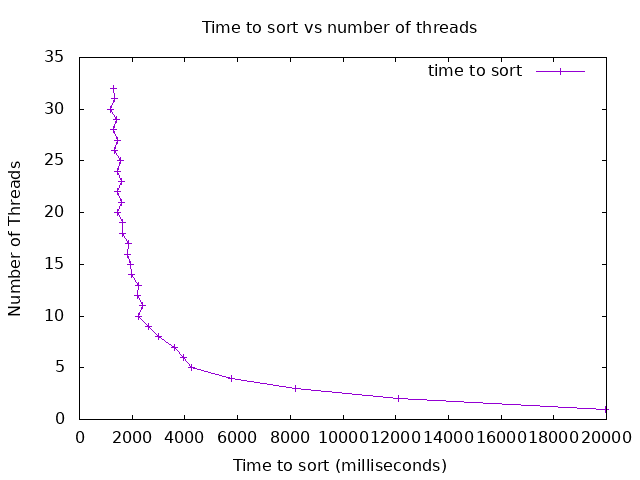 Time to sort vs number of threads
time to sort
35
30
25
20
15
10
5
0
Number of Threads
0 2000 4000 6000 8000 10000 12000 14000 16000 18000 20000
Time to sort (milliseconds)